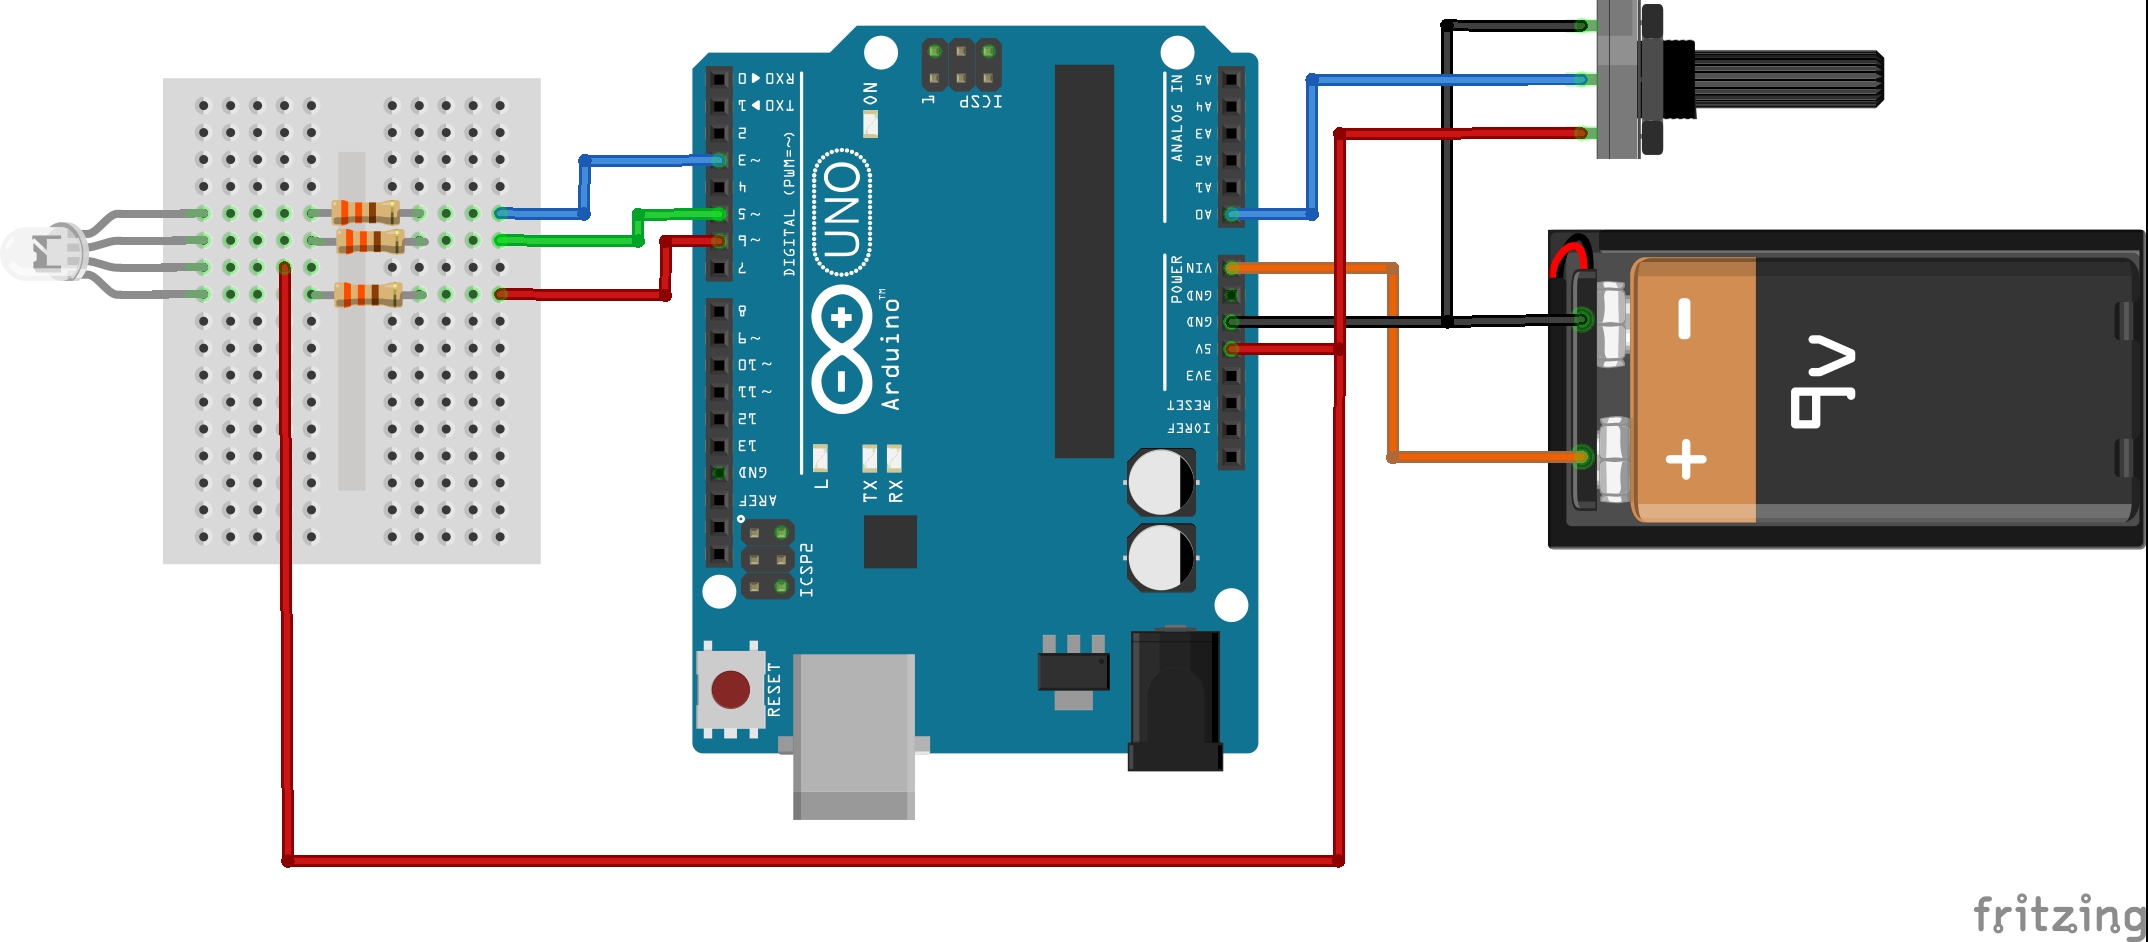 RX0 ◀ 0
TX0 ▶ 1
2
~3
4
~5
~6
7
8
~9
~10
~11
12
13
GND
AREF
DIGITAL (PWM=~)
ON
1
ICSP
UNO
Arduino™
L
TX
RX
ICSP2
RESET
ANALOG IN
A5
A4
A3
A2
A1
A0
POWER
VIN
GND
GND
5V
3V3
RESET
IOREF
-
+
9V
fritzing